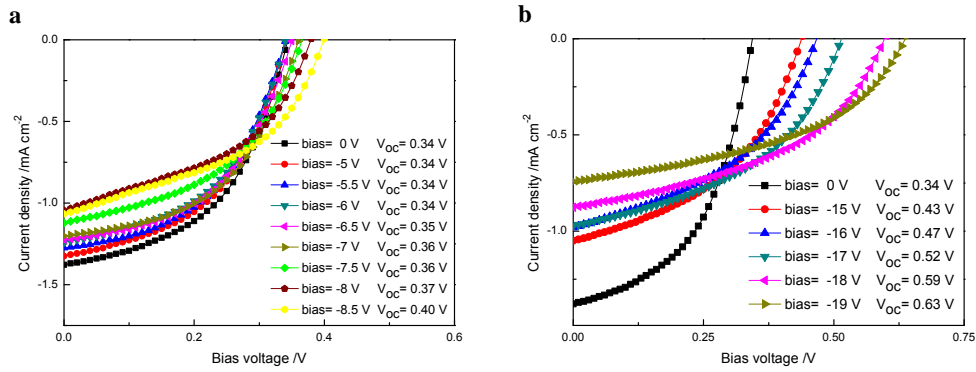 a
b
0.0
-0.5
-1.0
-1.5
Current density /mA cm-2
0.0 0.2 0.4 0.6
Bias voltage /V
bias= 0 V VOC= 0.34 V
bias= -5 V VOC= 0.34 V
bias= -5.5 V VOC= 0.34 V
bias= -6 V VOC= 0.34 V
bias= -6.5 V VOC= 0.35 V
bias= -7 V VOC= 0.36 V
bias= -7.5 V VOC= 0.36 V
bias= -8 V VOC= 0.37 V
bias= -8.5 V VOC= 0.40 V
0.0
-0.5
-1.0
Current density /mA cm-2
0.00 0.25 0.50 0.75
Bias voltage /V
bias= 0 V VOC= 0.34 V
bias= -15 V VOC= 0.43 V
bias= -16 V VOC= 0.47 V
bias= -17 V VOC= 0.52 V
bias= -18 V VOC= 0.59 V
bias= -19 V VOC= 0.63 V